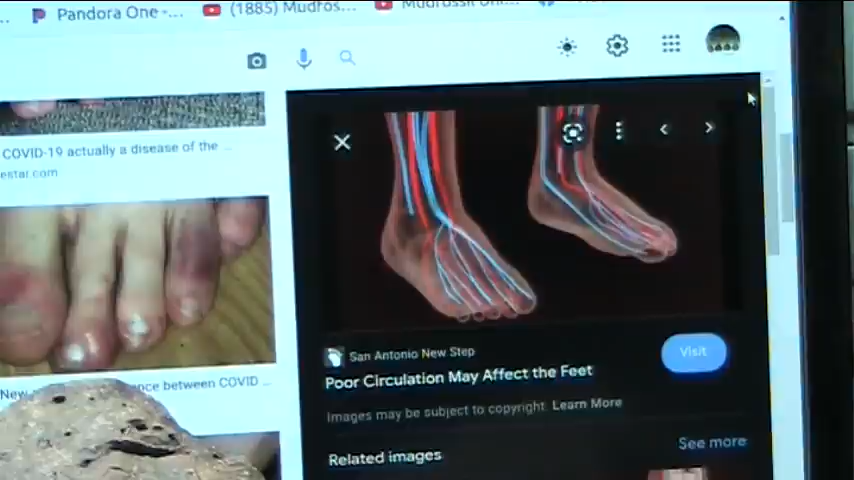 Pandora One -...
(1885) Mudros...
COVID-19 actually a disease of the ...
estar.com
San Antonio New Step
Visit
Poor Circulation May Affect the Feet
Images may be subject to copyright. Learn More
New
nce between COVID ...
Related images
See more